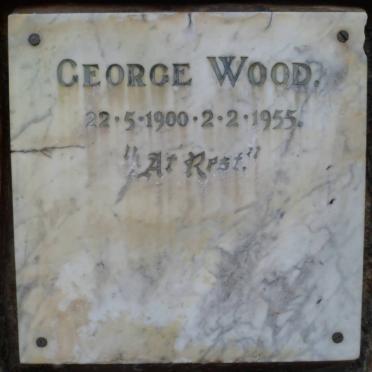 GEORGE WOOD.
22·5·1900·2·2·1955.
"At Rest."